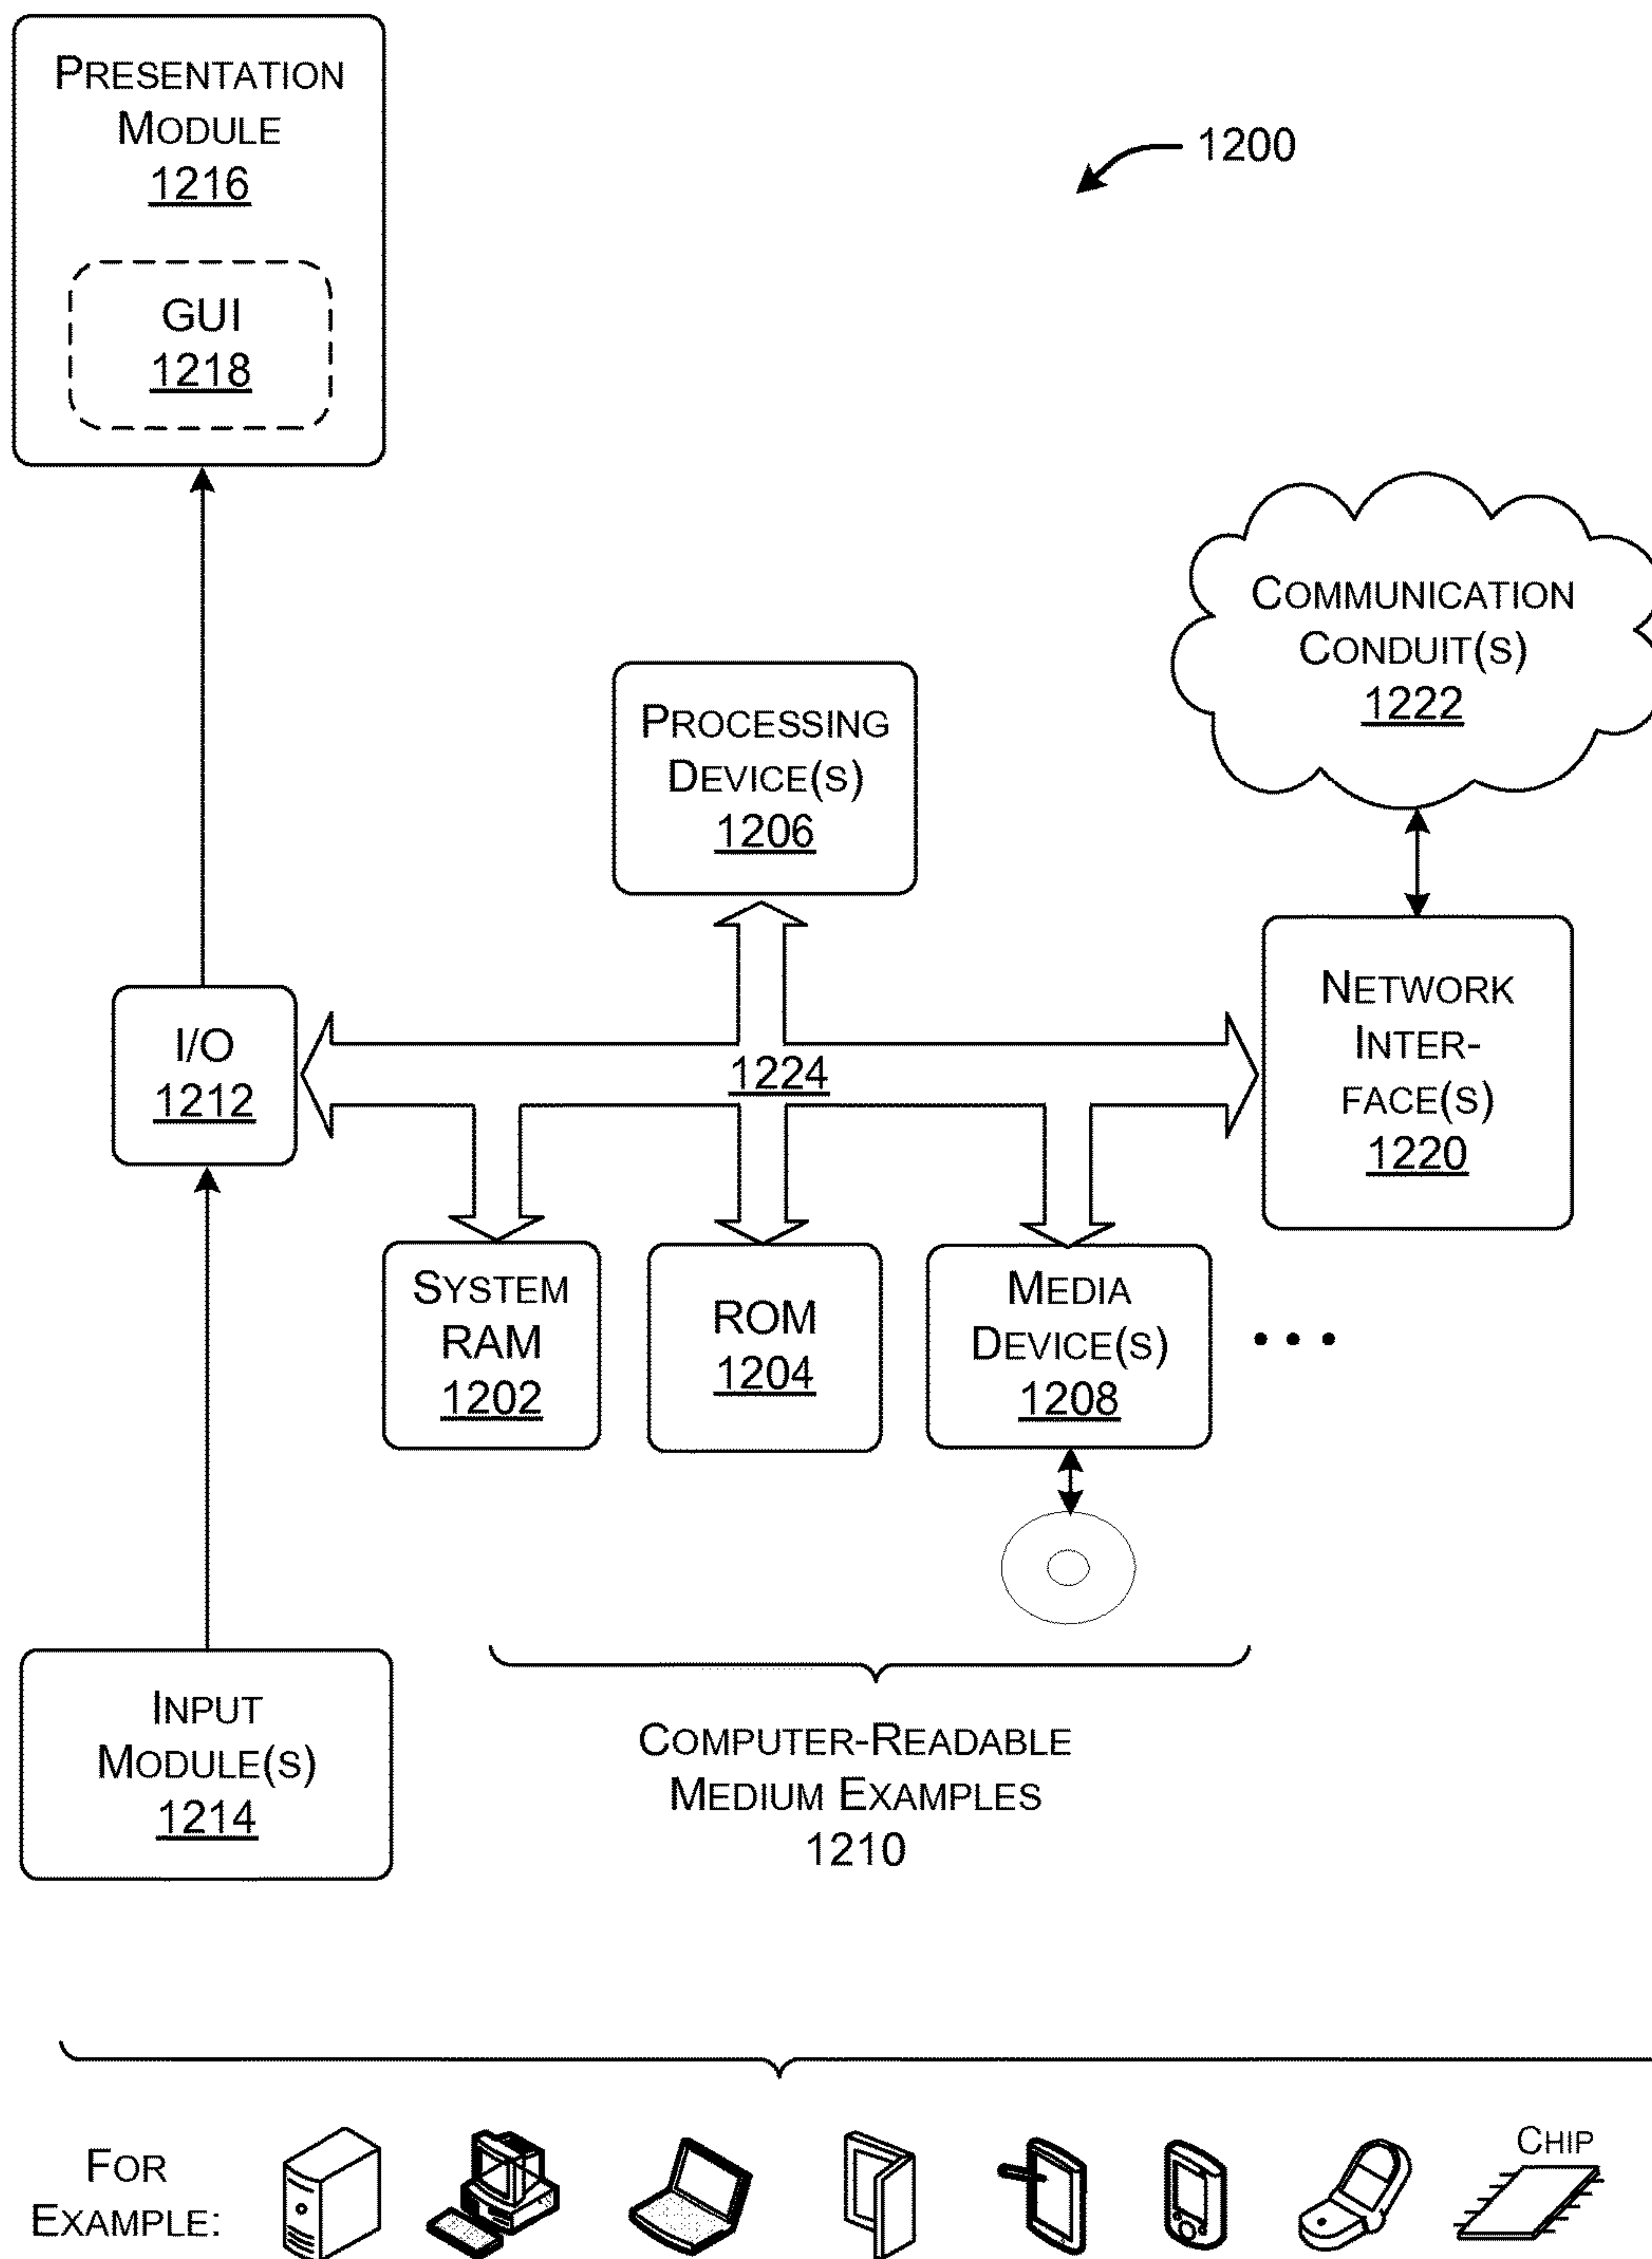 PRESENTATION
MODULE
1216
GUI
1218
1200
COMMUNICATION
CONDUIT(S)
1222
PROCESSING
DEVICE(S)
1206
NETWORK
INTER-
FACE(S)
1220
I/O
1212
1224
SYSTEM
RAM
1202
ROM
1204
MEDIA
DEVICE(S)
1208
• • •
INPUT
MODULE(S)
1214
COMPUTER-READABLE
MEDIUM EXAMPLES
1210
FOR
EXAMPLE:
CHIP